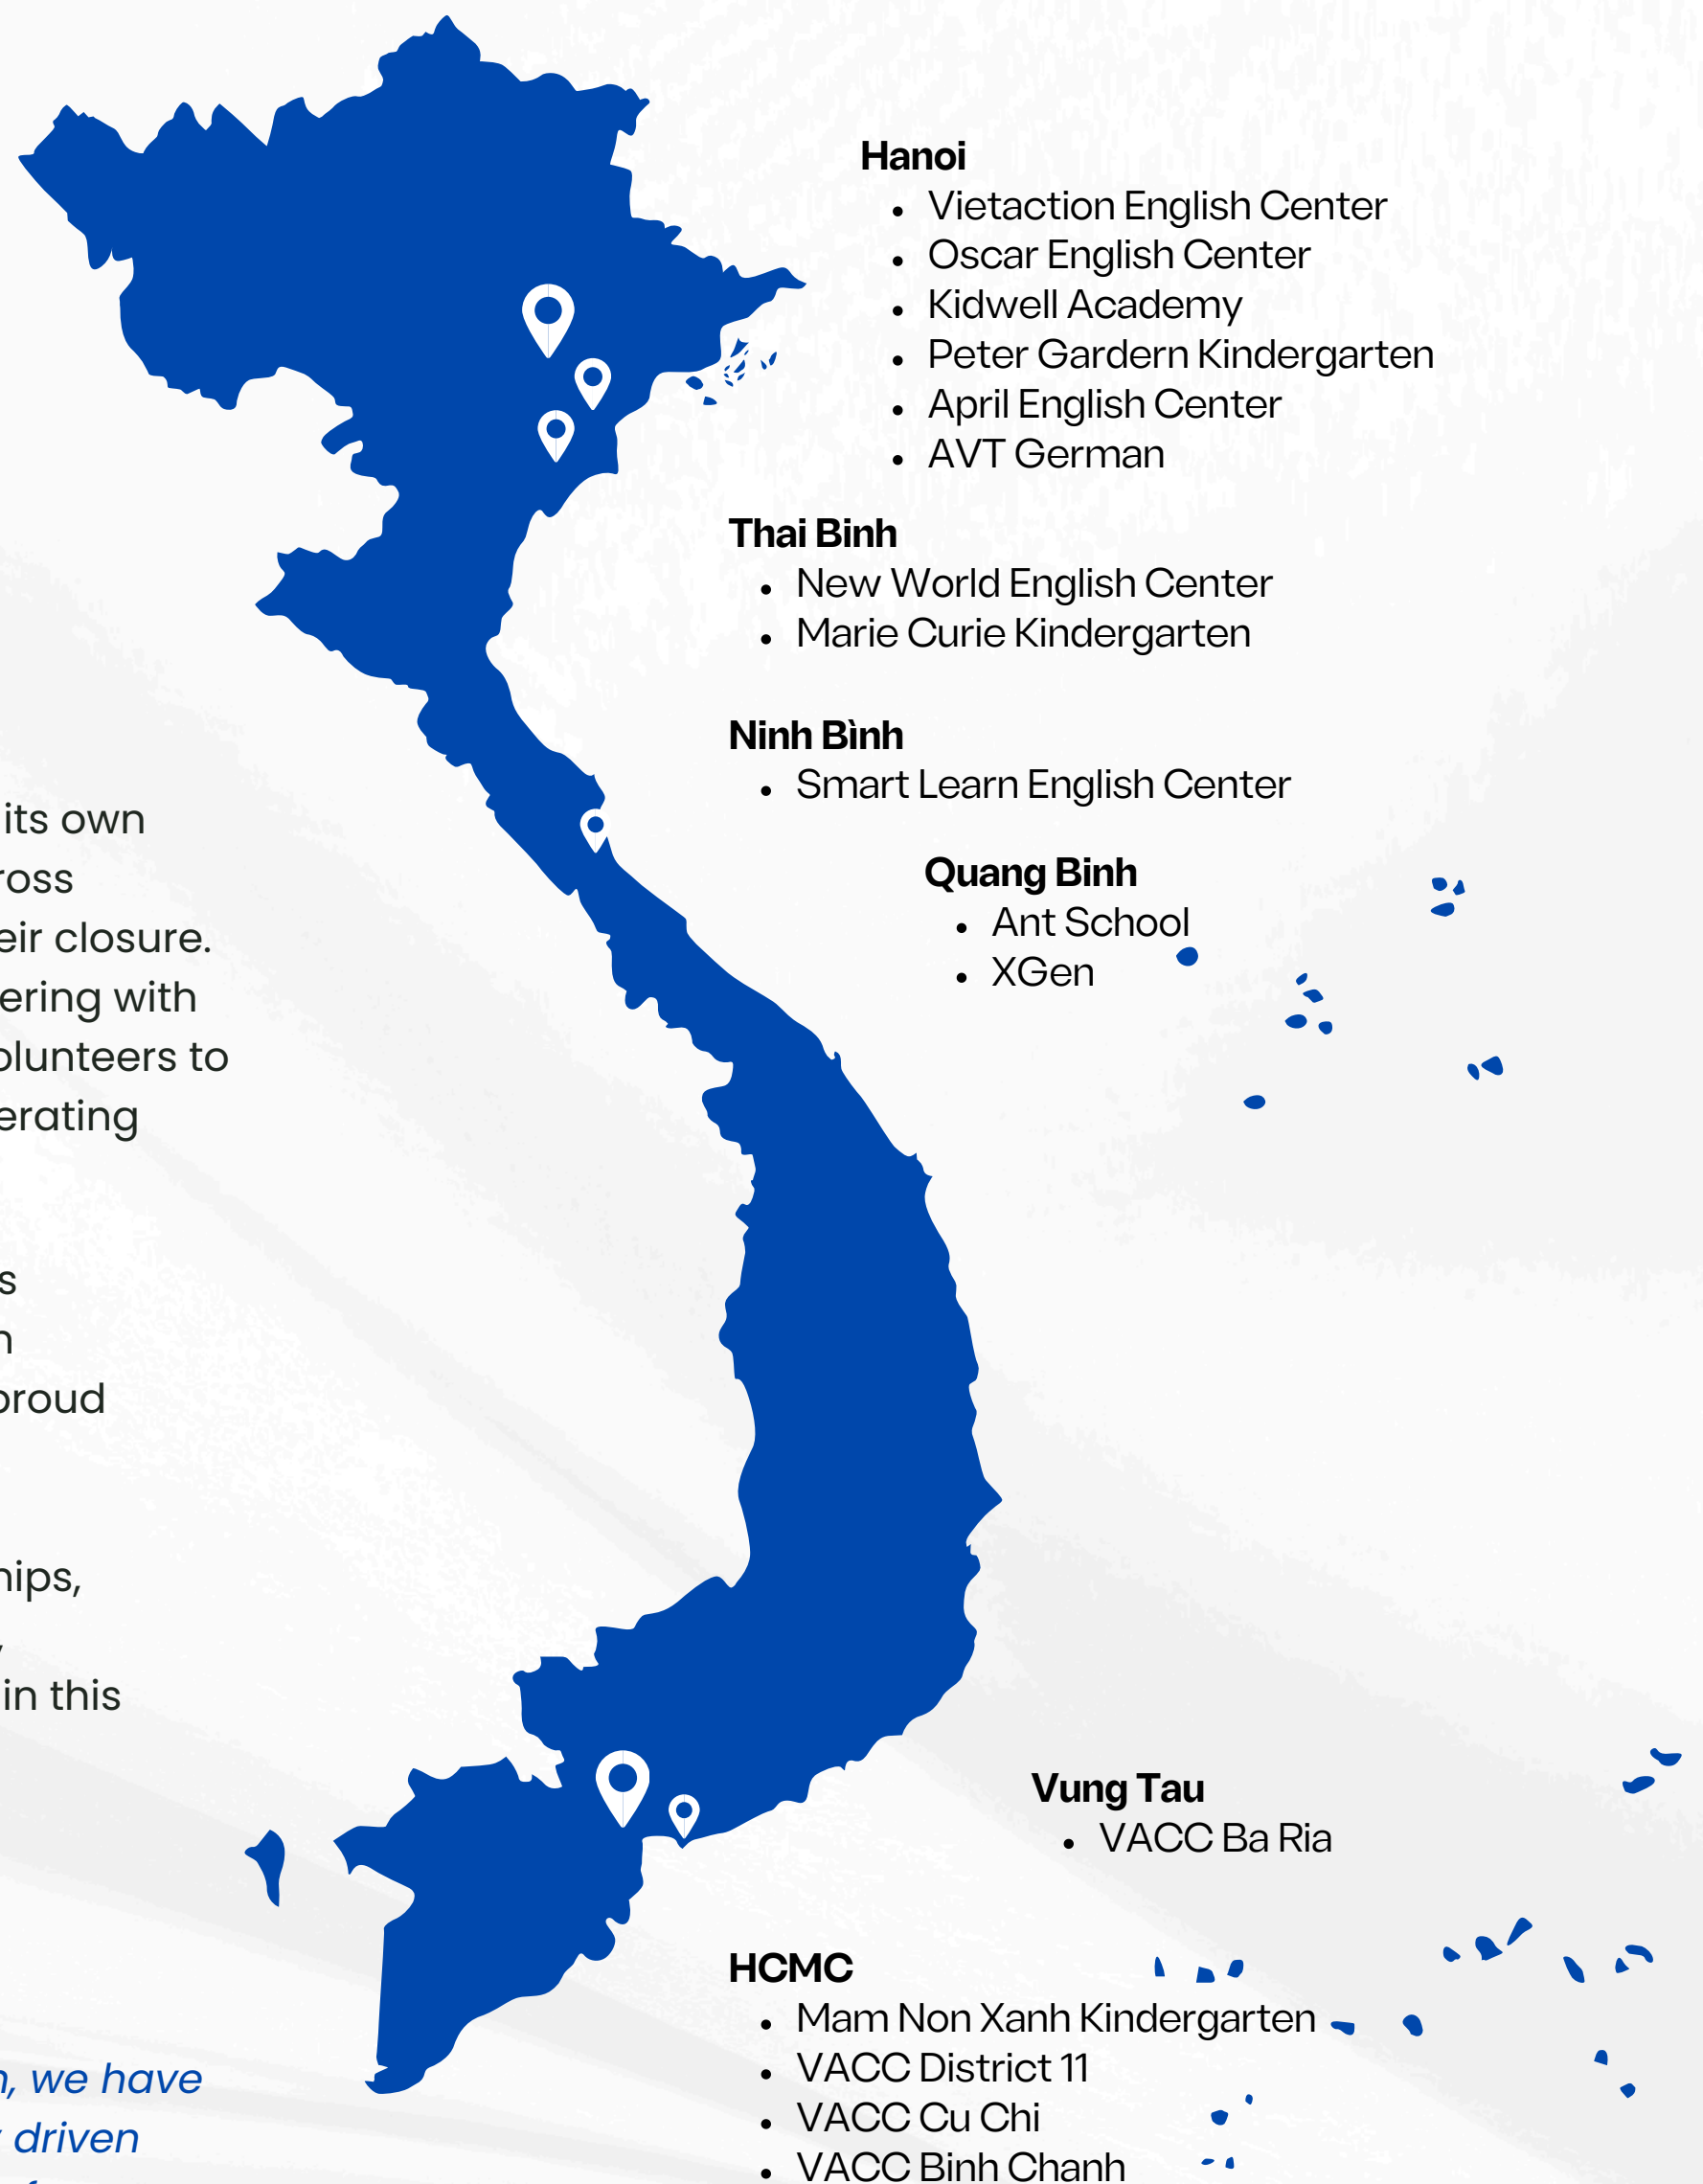 Hanoi
Vietaction English Center
Oscar English Center
Kidwell Academy
Peter Gardern Kindergarten
April English Center
AVT German
Thai Binh
New World English Center
Marie Curie Kindergarten
Ninh Bình
Smart Learn English Center
Quang Binh
Ant School
XGen
Vung Tau
VACC Ba Ria
HCMC
Mam Non Xanh Kindergarten
VACC District 11
VACC Cu Chi
VACC Binh Chanh
its own
ross
eir closure.
ering with
olunteers to
erating
s
n
proud
hips,
in this
n, we have
driven